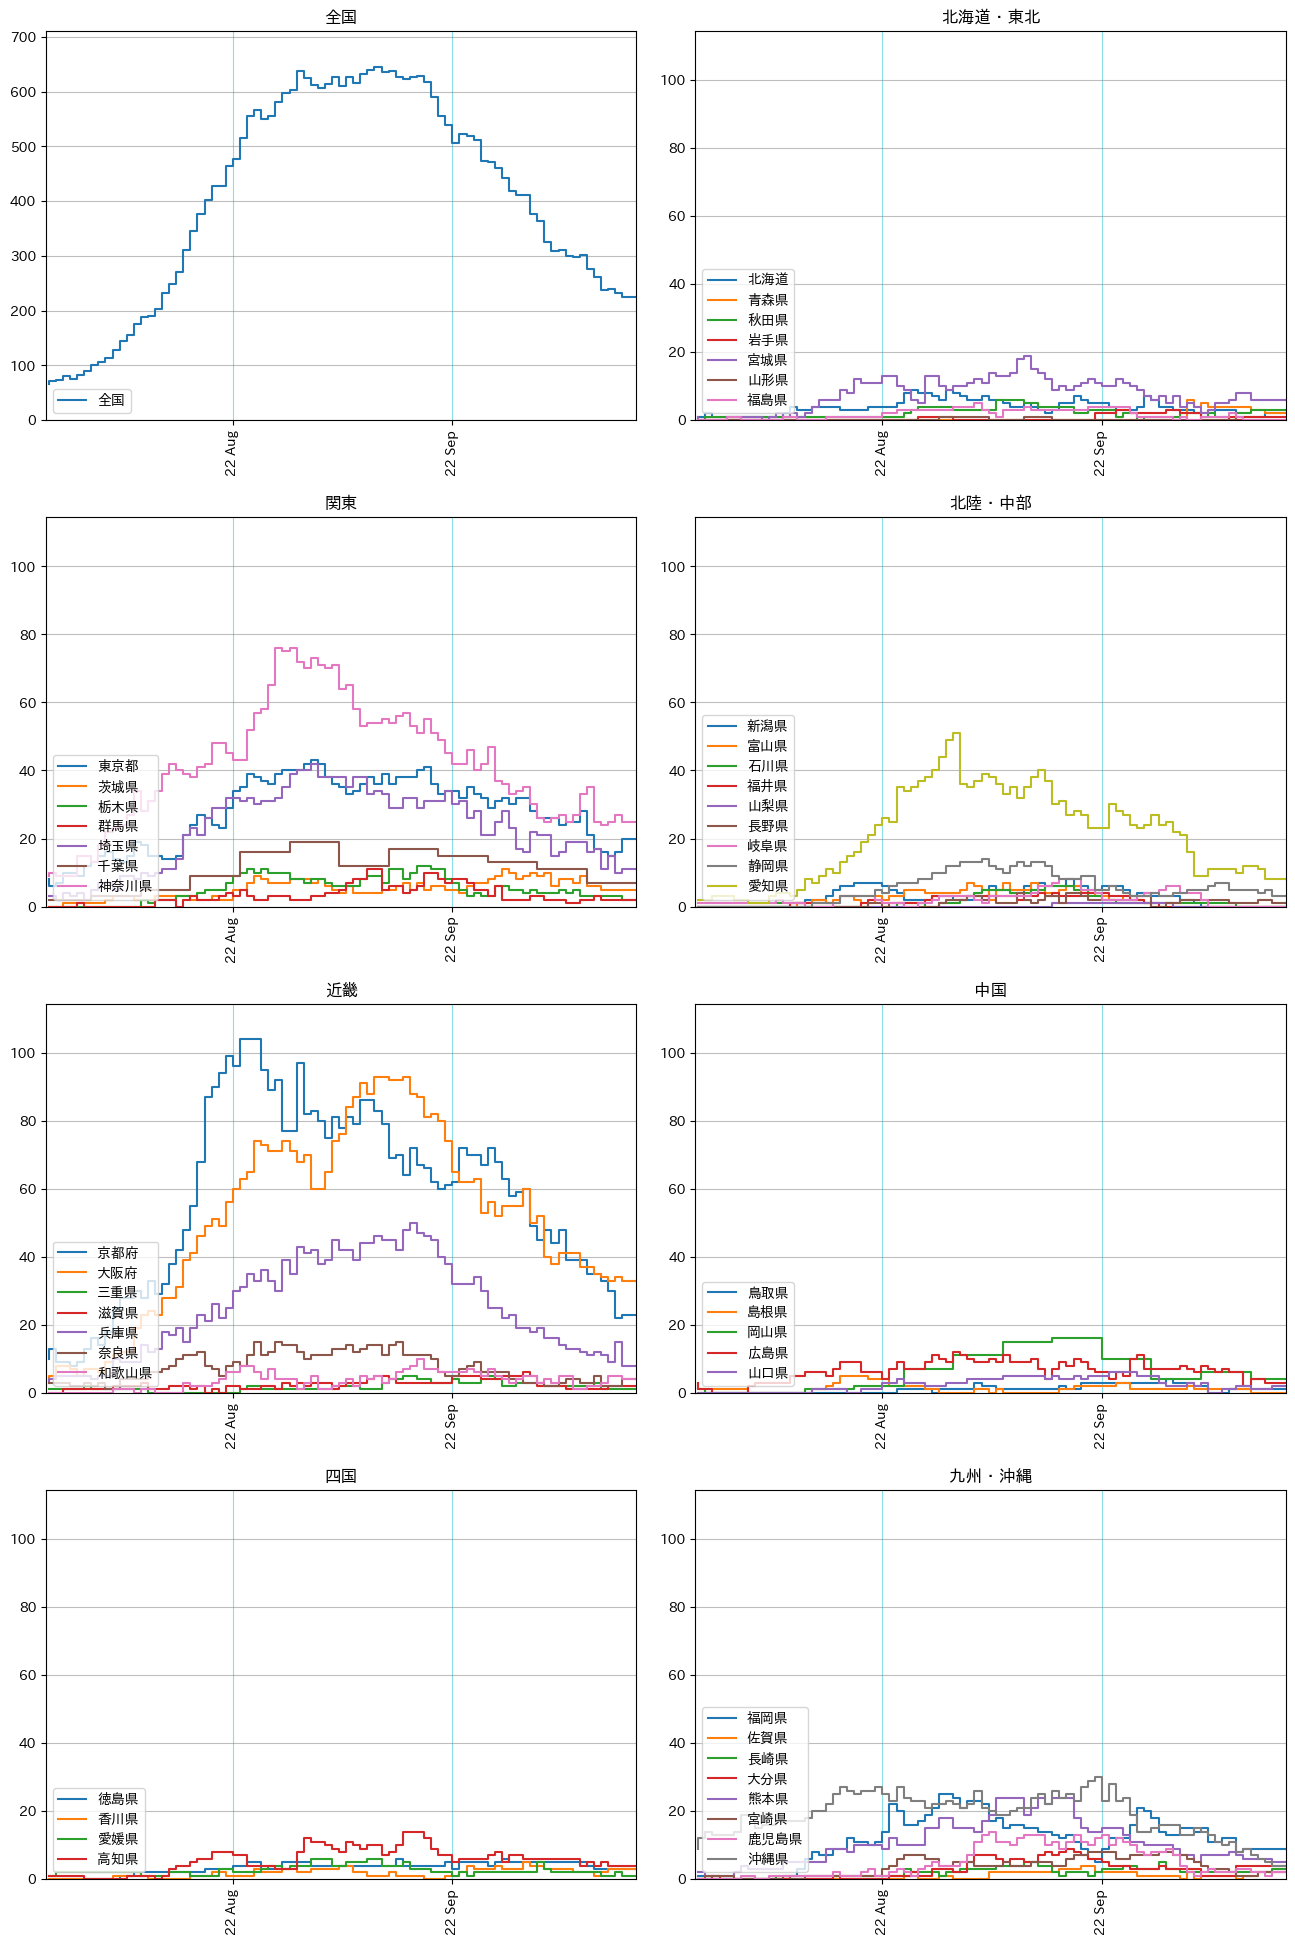 全国
700
600
500
400
300
200
100
0
全国
22 Aug
22 Sep
北海道・東北
100
80
60
40
20
0
北海道
青森県
秋田県
岩手県
宮城県
山形県
福島県
22 Aug
22 Sep
関東
100
80
60
40
20
0
東京都
茨城県
栃木県
群馬県
埼玉県
千葉県
神奈川県
22 Aug
22 Sep
北陸・中部
100
80
60
40
20
0
新潟県
富山県
石川県
福井県
山梨県
長野県
岐阜県
静岡県
愛知県
22 Aug
22 Sep
近畿
100
80
60
40
20
0
京都府
大阪府
三重県
滋賀県
兵庫県
奈良県
和歌山県
22 Aug
22 Sep
中国
100
80
60
40
20
0
鳥取県
島根県
岡山県
広島県
山口県
22 Aug
22 Sep
四国
100
80
60
40
20
0
徳島県
香川県
愛媛県
高知県
22 Aug
22 Sep
九州・沖縄
100
80
60
40
20
0
福岡県
佐賀県
長崎県
大分県
熊本県
宮崎県
鹿児島県
沖縄県
22 Aug
22 Sep